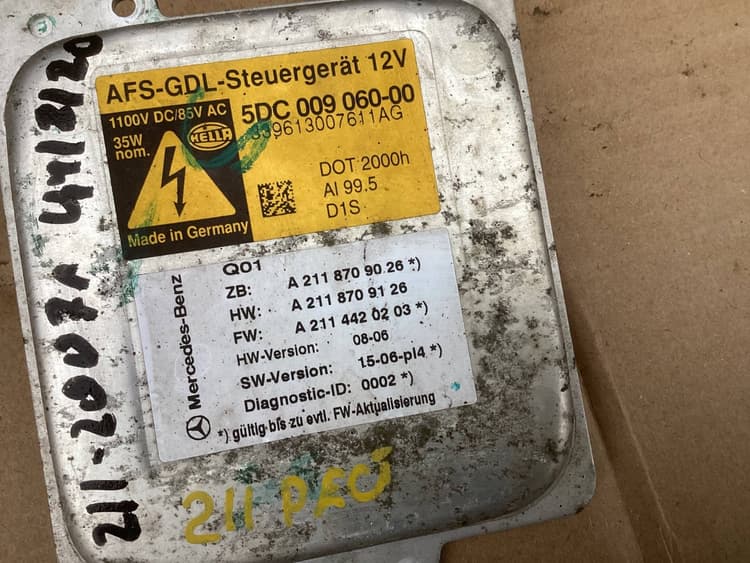 AFS-GDL-Steuergerät 12V
1100V DC/85V AC
35W
nom.
HELLA
5DC 009 060-00
339613007611AG
DOT 2000h
AI 99.5
D1S
Made in Germany
Mercedes-Benz
Q01
ZB: A 211 870 90 26 *)
HW: A 211 870 91 26
FW: A 211 442 02 03 *)
HW-Version: 08-06
SW-Version: 15-06-pl4 *)
Diagnostic-ID: 0002 *)
*) gültig bis zu evtl. FW-Aktualisierung